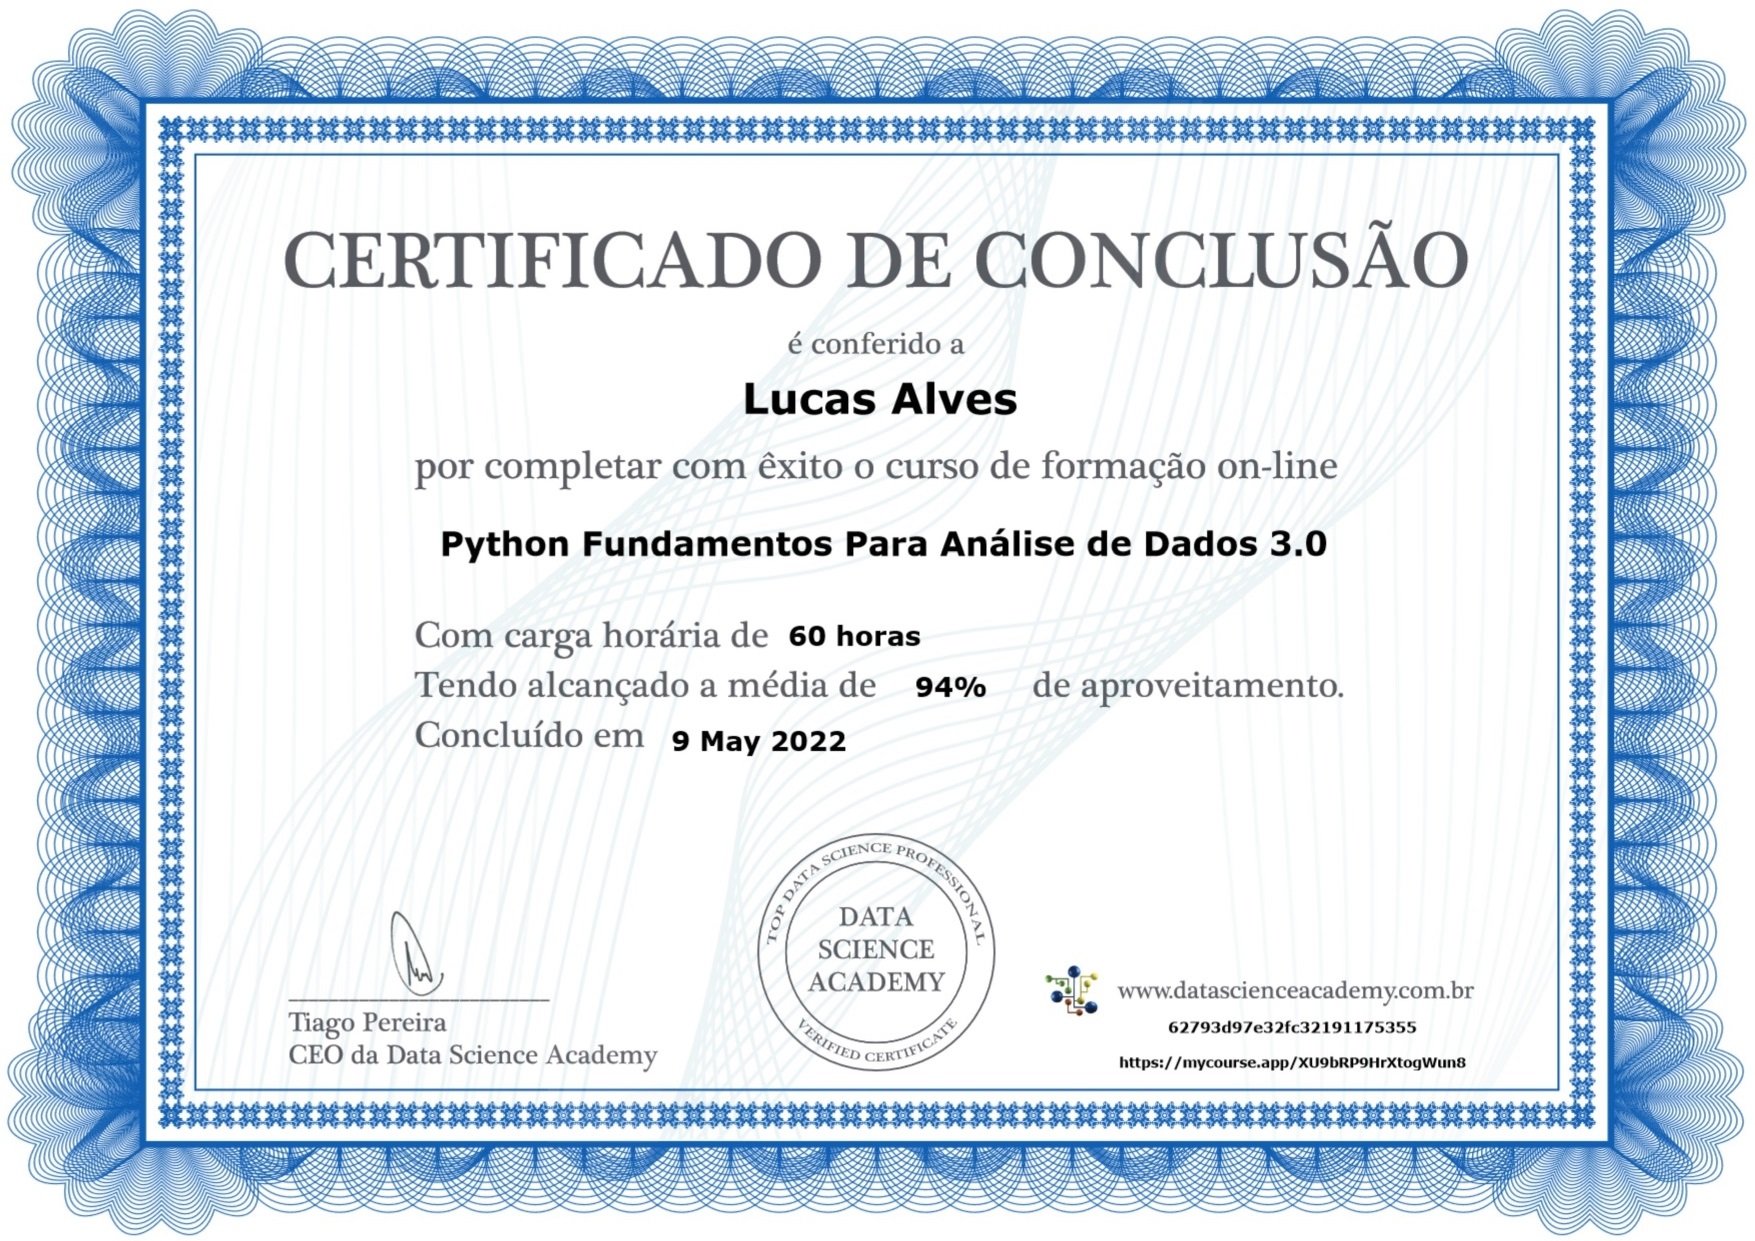 CERTIFICADO DE CONCLUSÃO
é conferido a
Lucas Alves
por completar com êxito o curso de formação on-line
Python Fundamentos Para Análise de Dados 3.0
Com carga horária de 60 horas
Tendo alcançado a média de 94% de aproveitamento.
Concluído em 9 May 2022
TOP DATA SCIENCE PROFESSIONAL
DATA
SCIENCE
ACADEMY
VERIFIED CERTIFICATE
Tiago Pereira
CEO da Data Science Academy
www.datascienceacademy.com.br
62793d97e32fc32191175355
https://mycourse.app/XU9bRP9HrXtogWun8